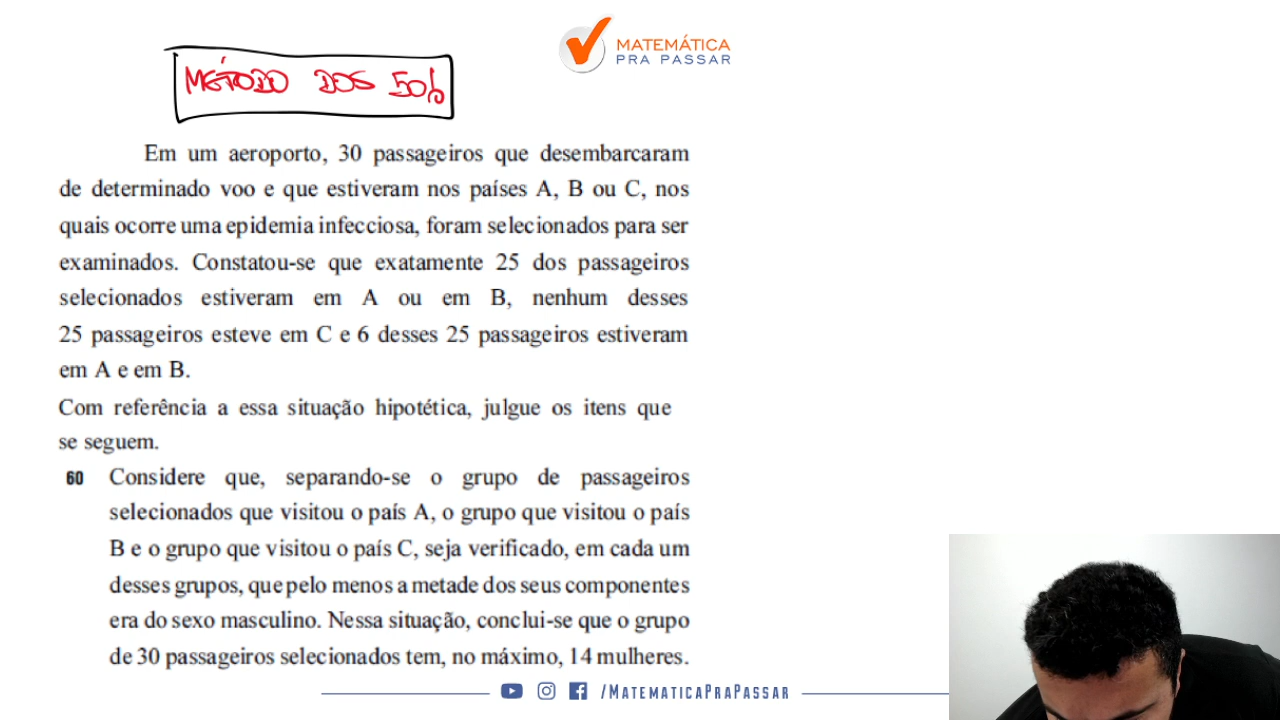 MATEMÁTICA
PRA PASSAR
MÉTODO DOS 50%
Em um aeroporto, 30 passageiros que desembarcaram
de determinado voo e que estiveram nos países A, B ou C, nos
quais ocorre uma epidemia infecciosa, foram selecionados para ser
examinados. Constatou-se que exatamente 25 dos passageiros
selecionados estiveram em A ou em B, nenhum desses
25 passageiros esteve em C e 6 desses 25 passageiros estiveram
em A e em B.
Com referência a essa situação hipotética, julgue os itens que
se seguem.
60 Considere que, separando-se o grupo de passageiros
selecionados que visitou o país A, o grupo que visitou o país
B e o grupo que visitou o país C, seja verificado, em cada um
desses grupos, que pelo menos a metade dos seus componentes
era do sexo masculino. Nessa situação, conclui-se que o grupo
de 30 passageiros selecionados tem, no máximo, 14 mulheres.
/MATEMATICAPRAPASSAR